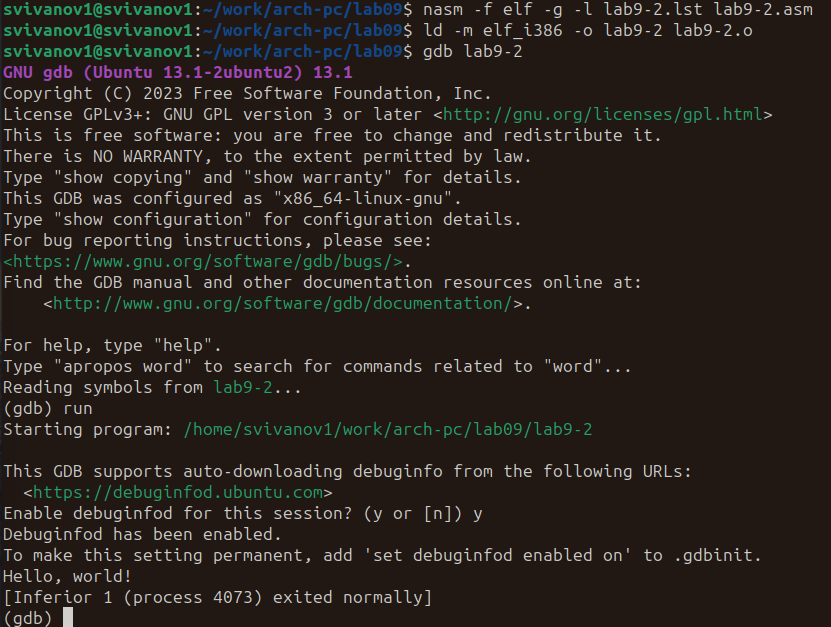 svivanov1@svivanov1:~/work/arch-pc/lab09$ nasm -f elf -g -l lab9-2.lst lab9-2.asm
svivanov1@svivanov1:~/work/arch-pc/lab09$ ld -m elf_i386 -o lab9-2 lab9-2.o
svivanov1@svivanov1:~/work/arch-pc/lab09$ gdb lab9-2
GNU gdb (Ubuntu 13.1-2ubuntu2) 13.1
Copyright (C) 2023 Free Software Foundation, Inc.
License GPLv3+: GNU GPL version 3 or later <http://gnu.org/licenses/gpl.html>
This is free software: you are free to change and redistribute it.
There is NO WARRANTY, to the extent permitted by law.
Type "show copying" and "show warranty" for details.
This GDB was configured as "x86_64-linux-gnu".
Type "show configuration" for configuration details.
For bug reporting instructions, please see:
<https://www.gnu.org/software/gdb/bugs/>.
Find the GDB manual and other documentation resources online at:
    <http://www.gnu.org/software/gdb/documentation/>.

For help, type "help".
Type "apropos word" to search for commands related to "word"...
Reading symbols from lab9-2...
(gdb) run
Starting program: /home/svivanov1/work/arch-pc/lab09/lab9-2

This GDB supports auto-downloading debuginfo from the following URLs:
  <https://debuginfod.ubuntu.com>
Enable debuginfod for this session? (y or [n]) y
Debuginfod has been enabled.
To make this setting permanent, add 'set debuginfod enabled on' to .gdbinit.
Hello, world!
[Inferior 1 (process 4073) exited normally]
(gdb)